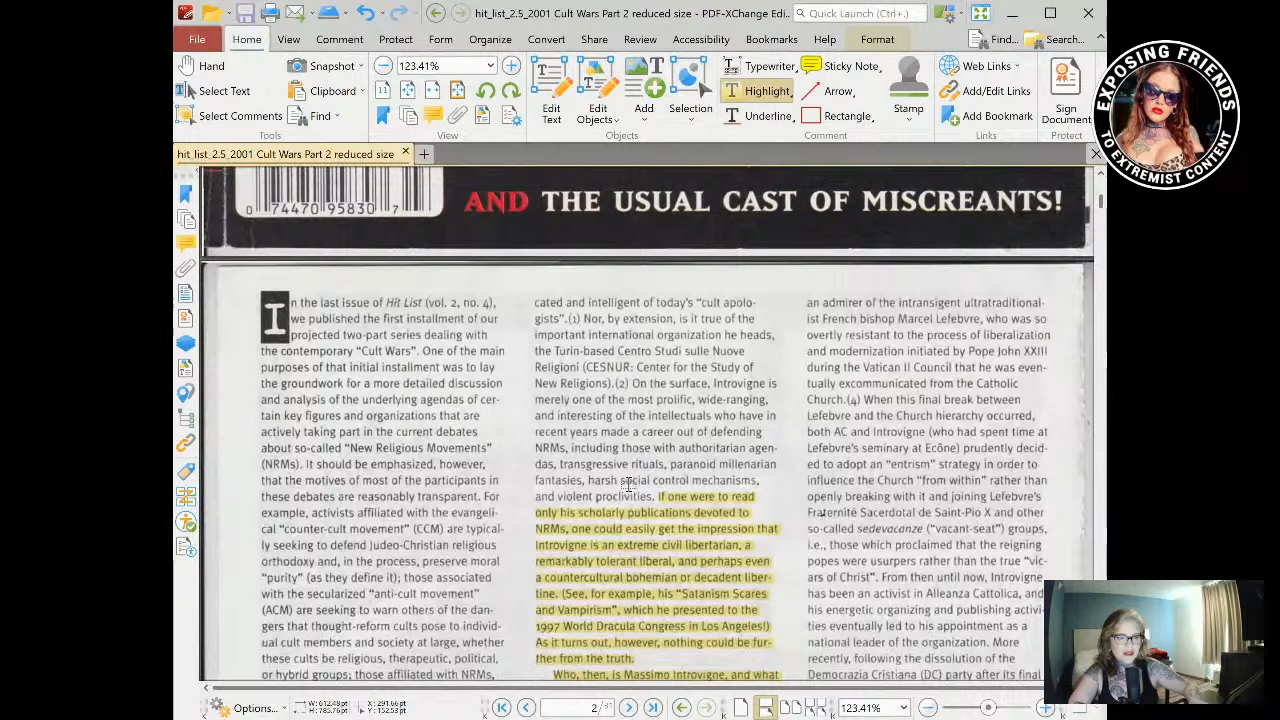 hit_list_2.5_2001 Cult Wars Part 2 reduced size - PDF-XChange Edi...
Quick Launch (Ctrl+.)
File
Home
View
Comment
Protect
Form
Organize
Convert
Share
Review
Accessibility
Bookmarks
Help
Format
Find...
Search...
Hand
Select Text
Select Comments
Tools
Snapshot
Clipboard
Find
123.41%
View
Edit Text
Edit Objects
Add
Selection
Objects
Typewriter
Highlight
Underline
Sticky Note
Arrow
Rectangle
Comment
Stamp
Web Links
Add/Edit Links
Add Bookmark
Links
Sign Document
Protect
hit_list_2.5_2001 Cult Wars Part 2 reduced size
EXPOSING FRIENDS
TO EXTREMIST CONTENT
0 74470 95830 7
AND THE USUAL CAST OF MISCREANTS!
In the last issue of Hit List (vol. 2, no. 4),
we published the first installment of our
projected two-part series dealing with
the contemporary “Cult Wars”. One of the main
purposes of that initial installment was to lay
the groundwork for a more detailed discussion
and analysis of the underlying agendas of cer-
tain key figures and organizations that are
actively taking part in the current debates
about so-called “New Religious Movements”
(NRMs). It should be emphasized, however,
that the motives of most of the participants in
these debates are reasonably transparent. For
example, activists affiliated with the evangeli-
cal “counter-cult movement” (CCM) are typical-
ly seeking to defend Judeo-Christian religious
orthodoxy and, in the process, preserve moral
“purity” (as they define it); those associated
with the secularized “anti-cult movement”
(ACM) are seeking to warn others of the dan-
gers that thought-reform cults pose to individ-
ual cult members and society at large, whether
these cults be religious, therapeutic, political,
or hybrid groups; those affiliated with NRMs,
cated and intelligent of today’s “cult apolo-
gists”.(1) Nor, by extension, is it true of the
important international organization he heads,
the Turin-based Centro Studi sulle Nuove
Religioni (CESNUR: Center for the Study of
New Religions).(2) On the surface, Introvigne is
merely one of the most prolific, wide-ranging,
and interesting of the intellectuals who have in
recent years made a career out of defending
NRMs, including those with authoritarian agen-
das, transgressive rituals, paranoid millenarian
fantasies, harsh social control mechanisms,
and violent proclivities. If one were to read
only his scholarly publications devoted to
NRMs, one could easily get the impression that
Introvigne is an extreme civil libertarian, a
remarkably tolerant liberal, and perhaps even
a countercultural bohemian or decadent liber-
tine. (See, for example, his “Satanism Scares
and Vampirism”, which he presented to the
1997 World Dracula Congress in Los Angeles!)
As it turns out, however, nothing could be fur-
ther from the truth.
Who, then, is Massimo Introvigne, and what
an admirer of the intransigent ultratraditional-
ist French bishop Marcel Lefebvre, who was so
overtly resistant to the process of liberalization
and modernization initiated by Pope John XXIII
during the Vatican II Council that he was even-
tually excommunicated from the Catholic
Church.(4) When this final break between
Lefebvre and the Church hierarchy occurred,
both AC and Introvigne (who had spent time at
Lefebvre’s seminary at Ecône) prudently decid-
ed to adopt an “entrism” strategy in order to
influence the Church “from within” rather than
openly breaking with it and joining Lefebvre’s
Fraternité Sacerdotal de Saint-Pio X and other
so-called sedevacanze (“vacant-seat”) groups,
i.e., those which proclaimed that the reigning
popes were usurpers rather than the true “vic-
ars of Christ”. From then until now, Introvigne
has been an activist in Alleanza Cattolica, and
his energetic organizing and publishing activi-
ties eventually led to his appointment as a
national leader of the organization. More
recently, following the dissolution of the
Democrazia Cristiana (DC) party after its final
Options...
2 /
123.41%